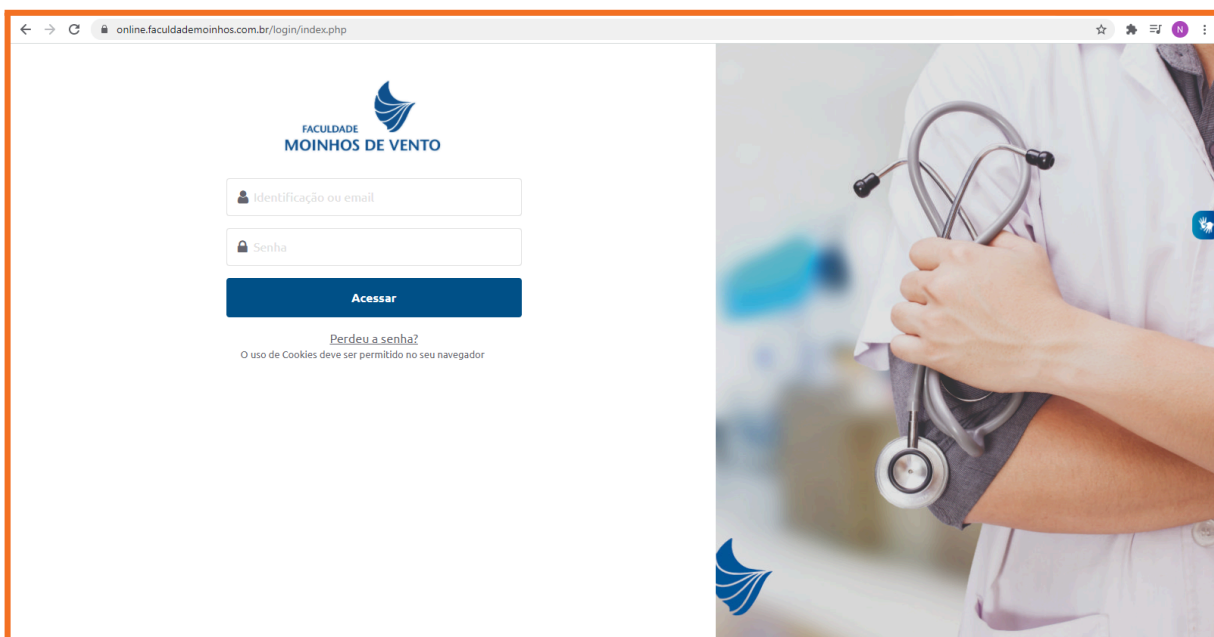 online.faculdademoinhos.com.br/login/index.php
N
FACULDADE
MOINHOS DE VENTO
Identificação ou email
Senha
Acessar
Perdeu a senha?
O uso de Cookies deve ser permitido no seu navegador